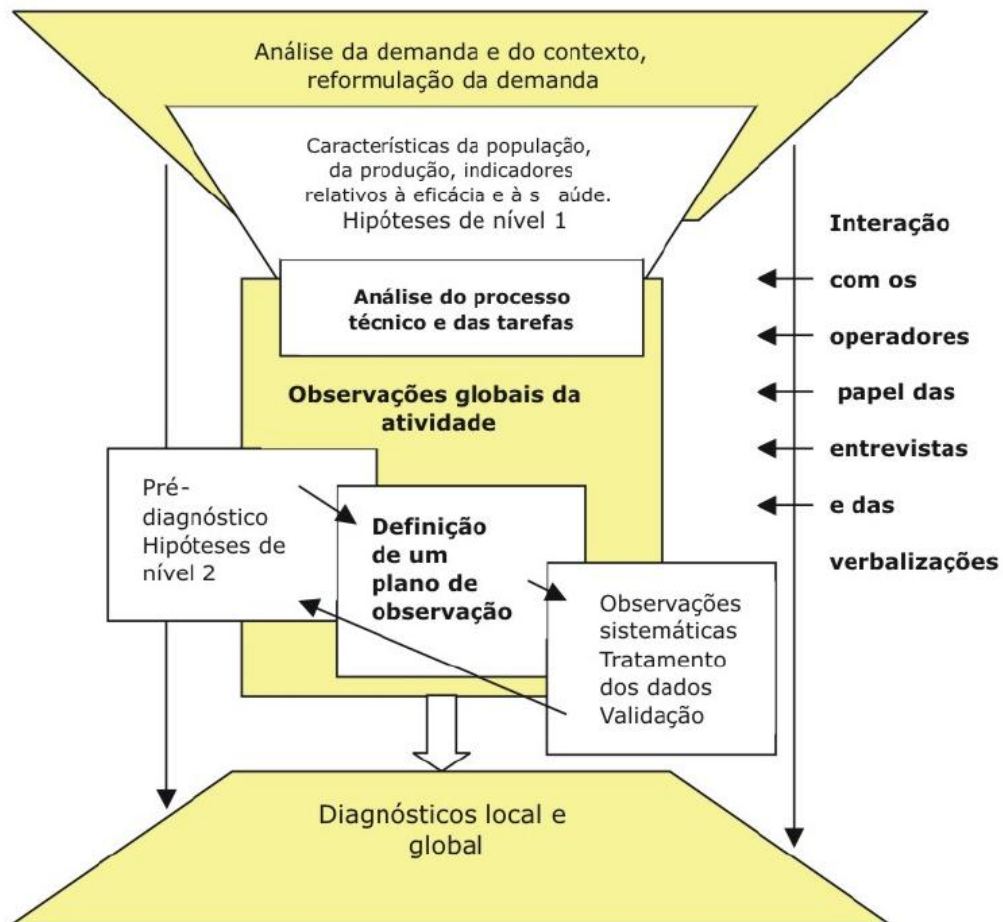 Análise da demanda e do contexto,
reformulação da demanda
Características da população,
da produção, indicadores
relativos à eficácia e à s aúde.
Hipóteses de nível 1
Análise do processo
técnico e das tarefas
Observações globais da
atividade
Pré-
diagnóstico
Hipóteses de
nível 2
Definição
de um
plano de
observação
Observações
sistemáticas
Tratamento
dos dados
Validação
Diagnósticos local e
global
Interação
com os
operadores
papel das
entrevistas
e das
verbalizações